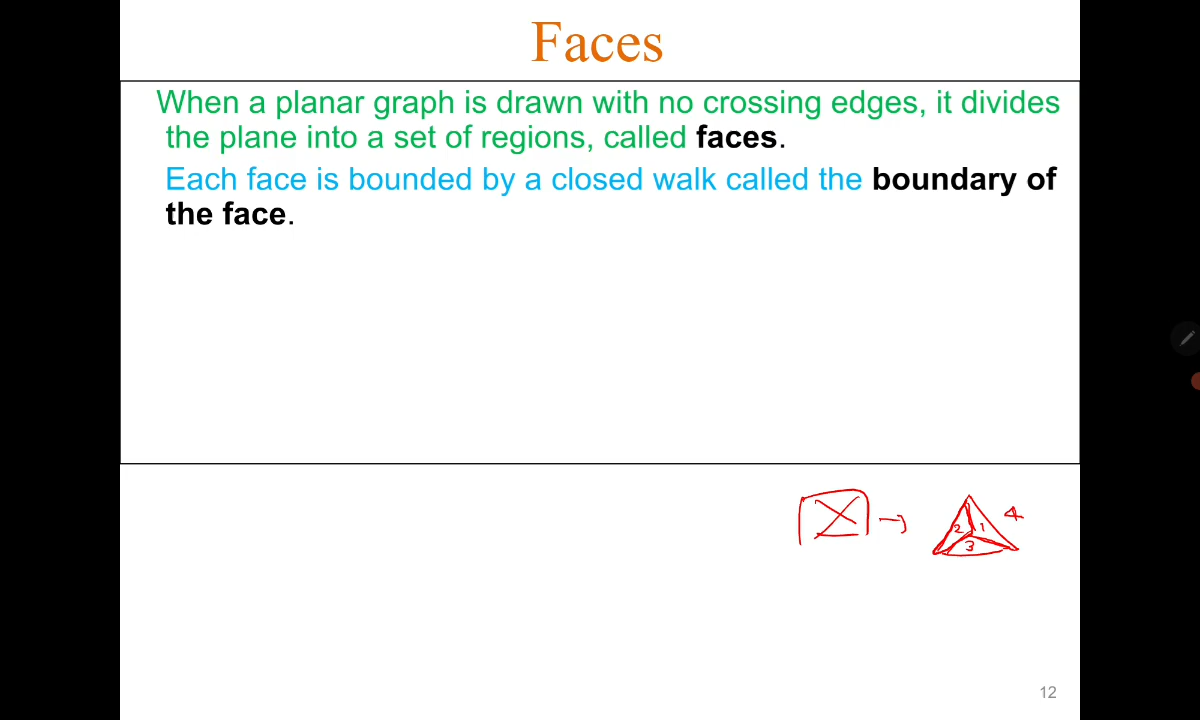 Faces
When a planar graph is drawn with no crossing edges, it divides
the plane into a set of regions, called faces.
Each face is bounded by a closed walk called the boundary of
the face.
4
2 1
3
12